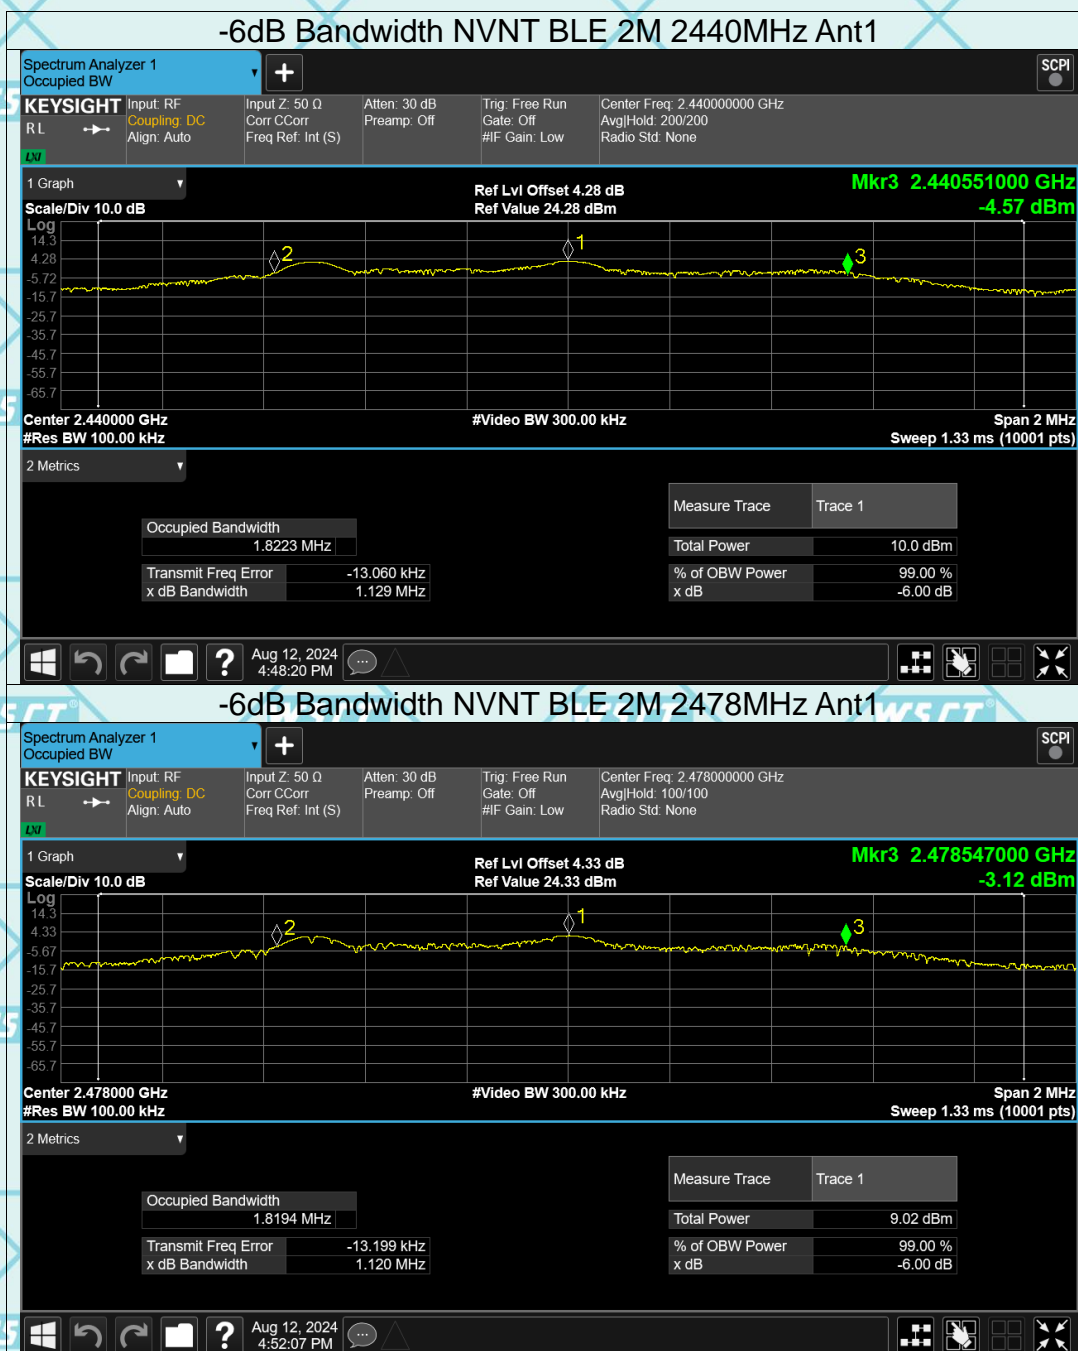 -6dB Bandwidth NVNT BLE 2M 2440MHz Ant1
Spectrum Analyzer 1
Occupied BW
SCPI
KEYSIGHT Input: RF Input Z: 50 Ω Atten: 30 dB Trig: Free Run Center Freq: 2.440000000 GHz
RL Coupling: DC Corr CCorr Preamp: Off Gate: Off Avg|Hold: 200/200
Align: Auto Freq Ref: Int (S) #IF Gain: Low Radio Std: None
LXI
1 Graph Ref Lvl Offset 4.28 dB Mkr3 2.440551000 GHz
Scale/Div 10.0 dB Ref Value 24.28 dBm -4.57 dBm
Log
14.3
4.28
-5.72
-15.7
-25.7
-35.7
-45.7
-55.7
-65.7
2
1
3
Center 2.440000 GHz #Video BW 300.00 kHz Span 2 MHz
#Res BW 100.00 kHz Sweep 1.33 ms (10001 pts)
2 Metrics
Measure Trace Trace 1
Occupied Bandwidth
1.8223 MHz Total Power 10.0 dBm
Transmit Freq Error -13.060 kHz % of OBW Power 99.00 %
x dB Bandwidth 1.129 MHz x dB -6.00 dB
Aug 12, 2024
4:48:20 PM
-6dB Bandwidth NVNT BLE 2M 2478MHz Ant1
Spectrum Analyzer 1
Occupied BW
SCPI
KEYSIGHT Input: RF Input Z: 50 Ω Atten: 30 dB Trig: Free Run Center Freq: 2.478000000 GHz
RL Coupling: DC Corr CCorr Preamp: Off Gate: Off Avg|Hold: 100/100
Align: Auto Freq Ref: Int (S) #IF Gain: Low Radio Std: None
LXI
1 Graph Ref Lvl Offset 4.33 dB Mkr3 2.478547000 GHz
Scale/Div 10.0 dB Ref Value 24.33 dBm -3.12 dBm
Log
14.3
4.33
-5.67
-15.7
-25.7
-35.7
-45.7
-55.7
-65.7
2
1
3
Center 2.478000 GHz #Video BW 300.00 kHz Span 2 MHz
#Res BW 100.00 kHz Sweep 1.33 ms (10001 pts)
2 Metrics
Measure Trace Trace 1
Occupied Bandwidth
1.8194 MHz Total Power 9.02 dBm
Transmit Freq Error -13.199 kHz % of OBW Power 99.00 %
x dB Bandwidth 1.120 MHz x dB -6.00 dB
Aug 12, 2024
4:52:07 PM